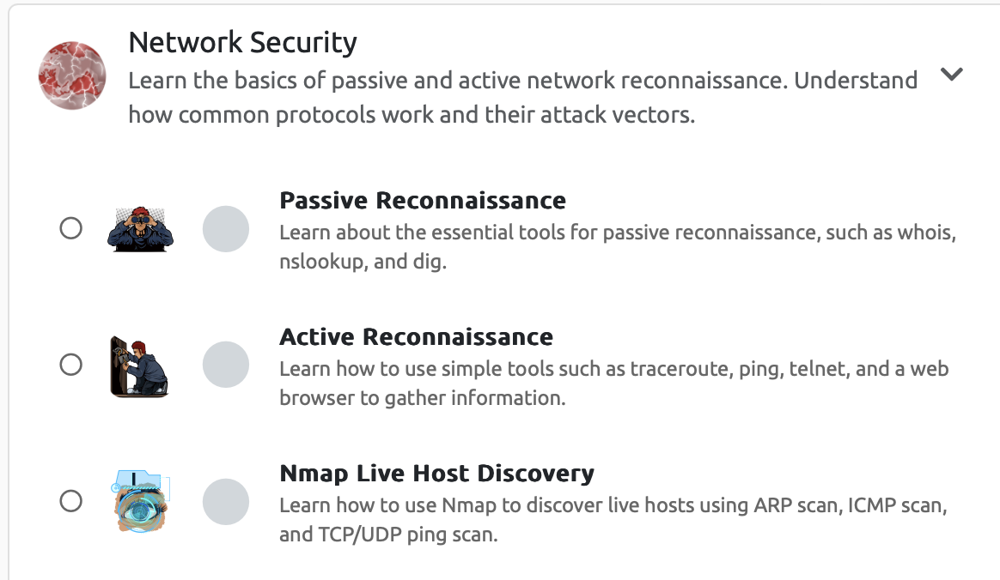 Network Security
Learn the basics of passive and active network reconnaissance. Understand
how common protocols work and their attack vectors.
Passive Reconnaissance
Learn about the essential tools for passive reconnaissance, such as whois,
nslookup, and dig.
Active Reconnaissance
Learn how to use simple tools such as traceroute, ping, telnet, and a web
browser to gather information.
Nmap Live Host Discovery
Learn how to use Nmap to discover live hosts using ARP scan, ICMP scan,
and TCP/UDP ping scan.